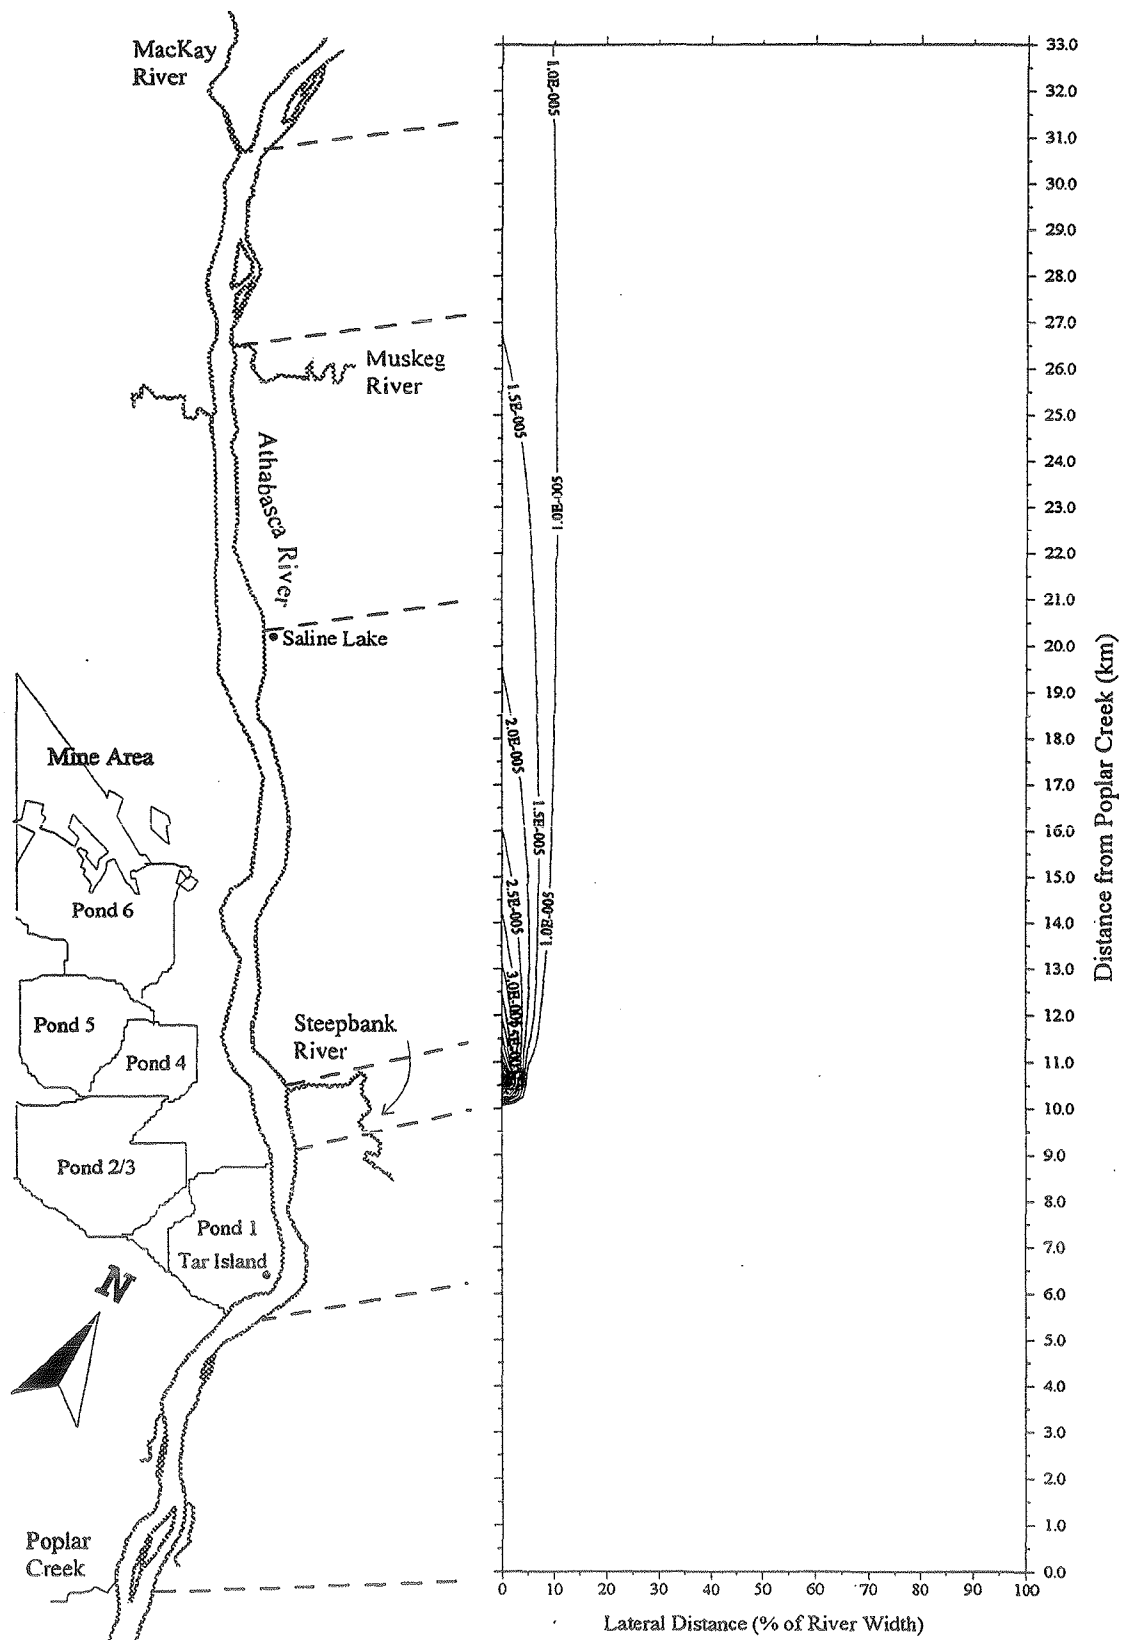 MacKay
River
Muskeg
River
Athabasca River
Saline Lake
Mine Area
Pond 6
Pond 5
Pond 4
Steepbank
River
Pond 2/3
Pond 1
Tar Island
N
Poplar
Creek
1.0E-005
1.5E-005
1.0E-005
2.0E-005
1.5E-005
2.5E-005
1.0E-005
33.0
32.0
31.0
30.0
29.0
28.0
27.0
26.0
25.0
24.0
23.0
22.0
21.0
20.0
19.0
18.0
17.0
16.0
15.0
14.0
13.0
12.0
11.0
10.0
9.0
8.0
7.0
6.0
5.0
4.0
3.0
2.0
1.0
0.0
Distance from Poplar Creek (km)
0 10 20 30 40 50 60 70 80 90 100
Lateral Distance (% of River Width)